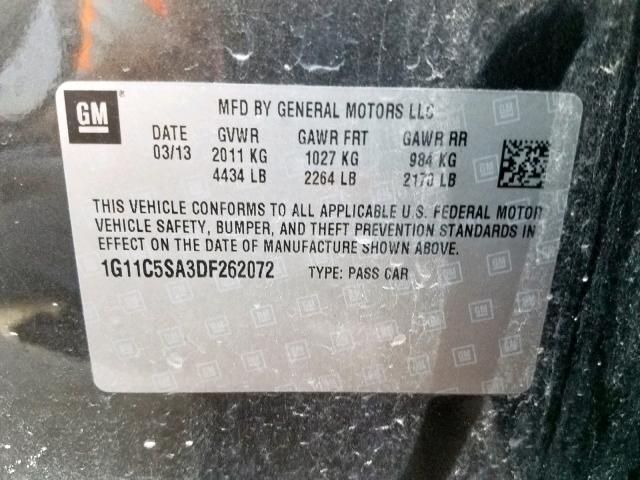 GM ® MFD BY GENERAL MOTORS LLC
DATE GVWR GAWR FRT GAWR RR
03/13 2011 KG 1027 KG 984 KG
4434 LB 2264 LB 2170 LB
THIS VEHICLE CONFORMS TO ALL APPLICABLE U.S. FEDERAL MOTOR
VEHICLE SAFETY, BUMPER, AND THEFT PREVENTION STANDARDS IN
EFFECT ON THE DATE OF MANUFACTURE SHOWN ABOVE.
1G11C5SA3DF262072 TYPE: PASS CAR